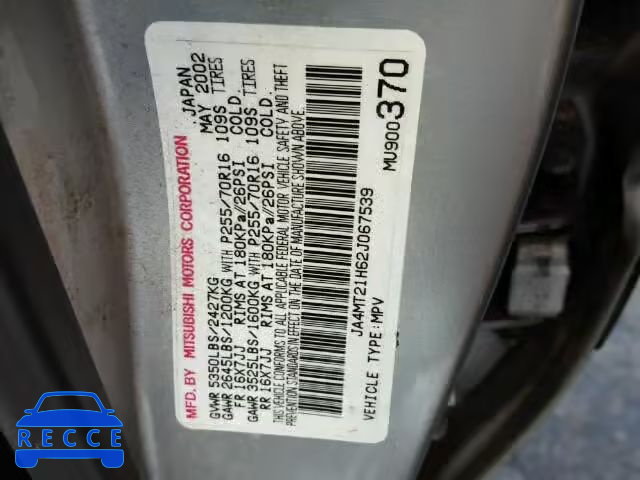 MFD. BY MITSUBISHI MOTORS CORPORATION JAPAN
MAY 2002
GVWR 5350LBS/2427KG
GAWR 2645LBS/1200KG WITH P255/70R16 109S TIRES
FR 16X7JJ RIMS AT 180KPa/26PSI COLD.
GAWR 3525LBS/1600KG WITH P255/70R16 109S TIRES
RR 16X7JJ RIMS AT 180KPa/26PSI COLD.
THIS VEHICLE CONFORMS TO ALL APPLICABLE FEDERAL MOTOR VEHICLE SAFETY AND THEFT
PREVENTION STANDARDS IN EFFECT ON THE DATE OF MANUFACTURE SHOWN ABOVE.
JA4MT21H62J067539
VEHICLE TYPE:MPV
MU900370
RECCE